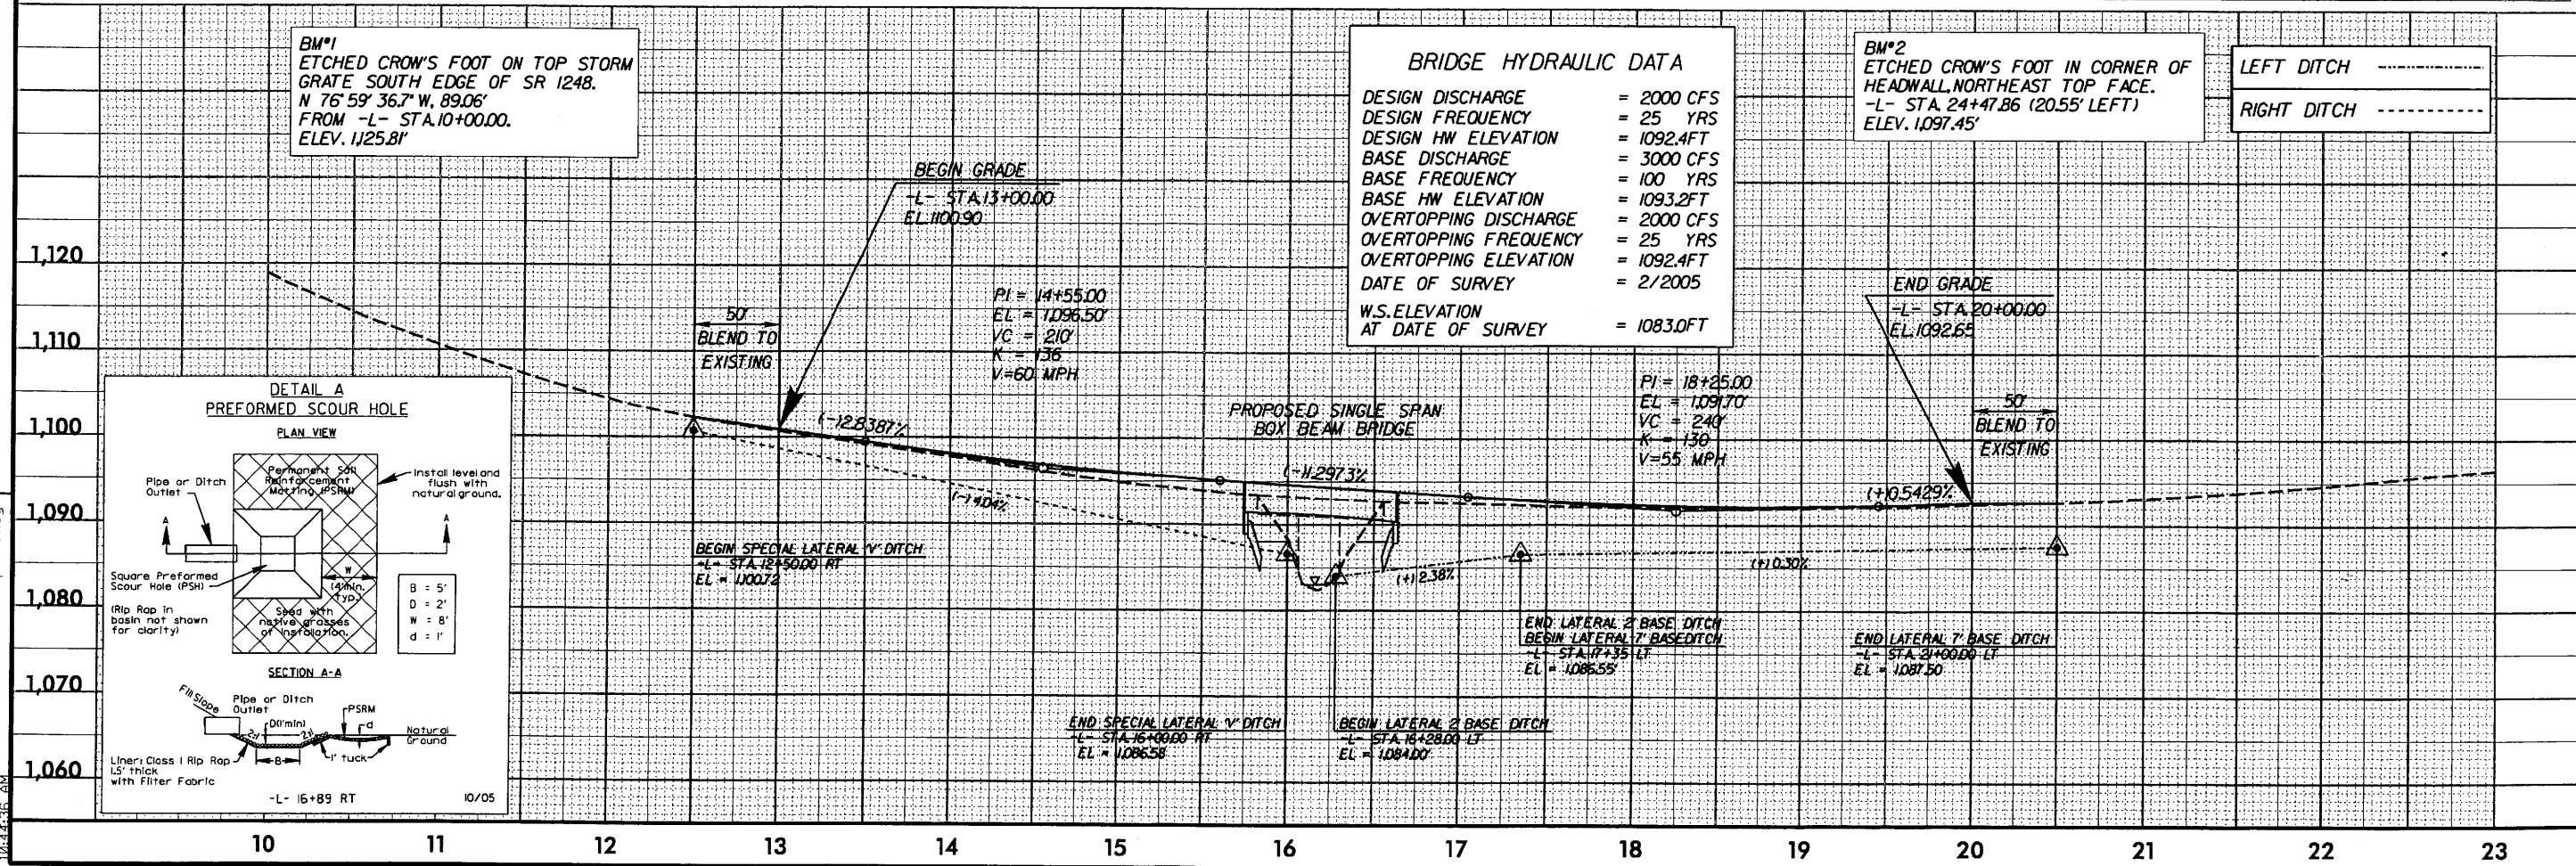 BM#1
ETCHED CROW'S FOOT ON TOP STORM
GRATE SOUTH EDGE OF SR 1248.
N 76° 59' 36.7" W, 89.06'
FROM -L- STA.10+00.00.
ELEV. 1,125.81'
BRIDGE HYDRAULIC DATA
DESIGN DISCHARGE = 2000 CFS
DESIGN FREQUENCY = 25 YRS
DESIGN HW ELEVATION = 1092.4FT
BASE DISCHARGE = 3000 CFS
BASE FREQUENCY = 100 YRS
BASE HW ELEVATION = 1093.2FT
OVERTOPPING DISCHARGE = 2000 CFS
OVERTOPPING FREQUENCY = 25 YRS
OVERTOPPING ELEVATION = 1092.4FT
DATE OF SURVEY = 2/2005
W.S.ELEVATION
AT DATE OF SURVEY = 1083.0FT
BM#2
ETCHED CROW'S FOOT IN CORNER OF
HEADWALL,NORTHEAST TOP FACE.
-L- STA. 24+47.86 (20.55' LEFT)
ELEV. 1,097.45'
LEFT DITCH
RIGHT DITCH
BEGIN GRADE
-L- STA.13+00.00
EL.1100.90
END GRADE
-L- STA.20+00.00
EL.1092.65
PI = 14+55.00
EL = 1,096.50'
VC = 210'
K = 136
V=60 MPH
PI = 18+25.00
EL = 1,091.70'
VC = 240'
K = 130
V=55 MPH
50'
BLEND TO
EXISTING
50'
BLEND TO
EXISTING
PROPOSED SINGLE SPAN
BOX BEAM BRIDGE
(-)2.8387%
(-)1.2973%
(+)0.5429%
(-)4.04%
(+)2.38%
(+)0.30%
BEGIN SPECIAL LATERAL 'V' DITCH
-L- STA.12+50.00 RT
EL = 1,100.72
END SPECIAL LATERAL 'V' DITCH
-L- STA.16+00.00 RT
EL = 1,086.58
BEGIN LATERAL 2' BASE DITCH
-L- STA.16+28.00 LT
EL = 1,084.00'
END LATERAL 2' BASE DITCH
BEGIN LATERAL 7' BASEDITCH
-L- STA.17+35 LT
EL = 1,086.55'
END LATERAL 7' BASE DITCH
-L- STA. 21+00.00 LT
EL = 1,087.50
DETAIL A
PREFORMED SCOUR HOLE
PLAN VIEW
Permanent Soil
Reinforcement
Matting (PSRM)
Install level and
flush with
natural ground.
Pipe or Ditch
Outlet
A
A
Square Preformed
Scour Hole (PSH)
(Rip Rap in
basin not shown
for clarity)
W
(4'min.
typ.)
Seed with
native grasses
of installation.
B = 5'
D = 2'
W = 8'
d = 1'
SECTION A-A
Fill Slope
Pipe or Ditch
Outlet
D(1'min)
2:1
2:1
PSRM
d
Natural
Ground
B
1' tuck
Liner: Class I Rip Rap
1.5' thick
with Filter Fabric
-L- 16+89 RT
10/05
1,120
1,110
1,100
1,090
1,080
1,070
1,060
10 11 12 13 14 15 16 17 18 19 20 21 22 23